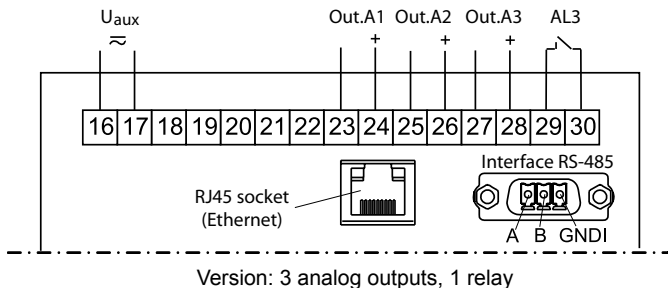 Uaux Out.A1 Out.A2 Out.A3 AL3
≂ + + +
16 17 18 19 20 21 22 23 24 25 26 27 28 29 30
Interface RS-485
RJ45 socket
(Ethernet)
A B GNDI
Version: 3 analog outputs, 1 relay